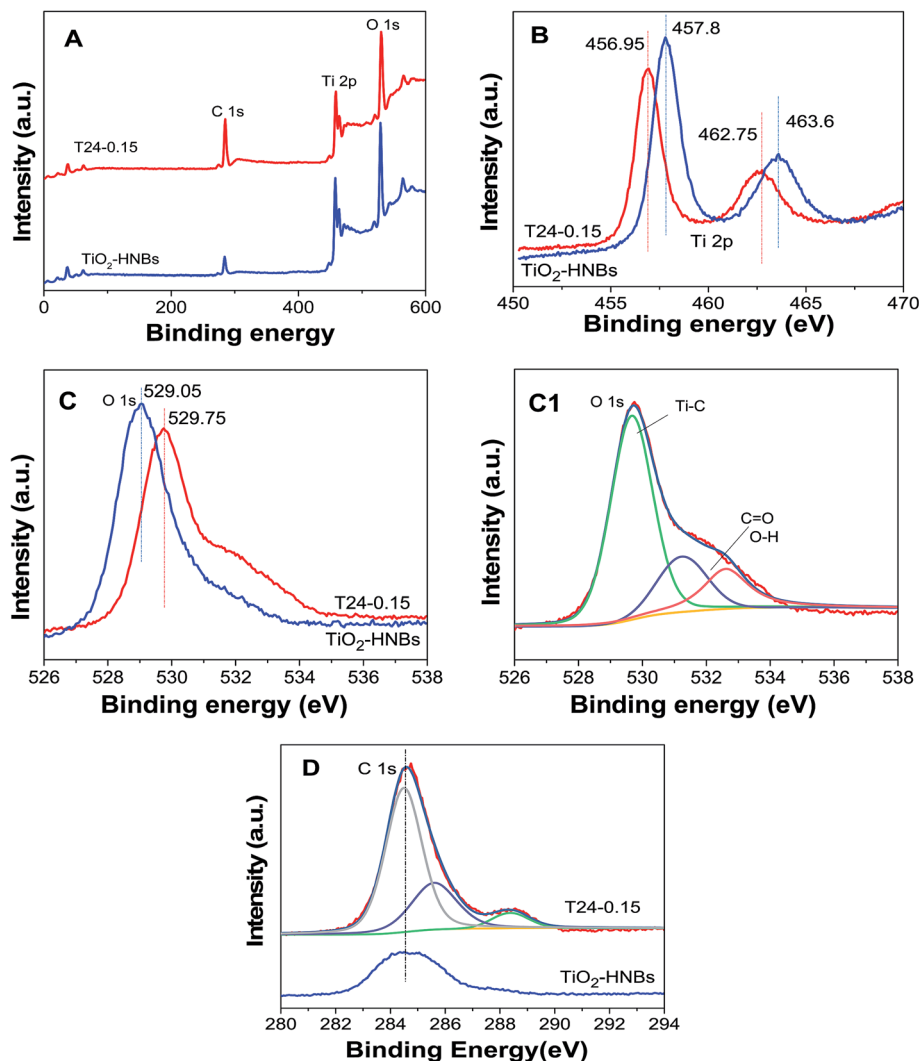 A
O 1s
Ti 2p
C 1s
T24-0.15
TiO2-HNBs
Intensity (a.u.)
0 200 400 600
Binding energy
B
457.8
456.95
462.75
463.6
T24-0.15
Ti 2p
TiO2-HNBs
Intensity (a.u.)
450 455 460 465 470
Binding energy (eV)
C
529.05
O 1s
529.75
T24-0.15
TiO2-HNBs
Intensity (a.u.)
526 528 530 532 534 536 538
Binding energy (eV)
C1
O 1s
Ti-C
C=O
O-H
Intensity (a.u.)
526 528 530 532 534 536 538
Binding energy (eV)
D
C 1s
T24-0.15
TiO2-HNBs
Intensity (a.u.)
280 282 284 286 288 290 292 294
Binding Energy(eV)